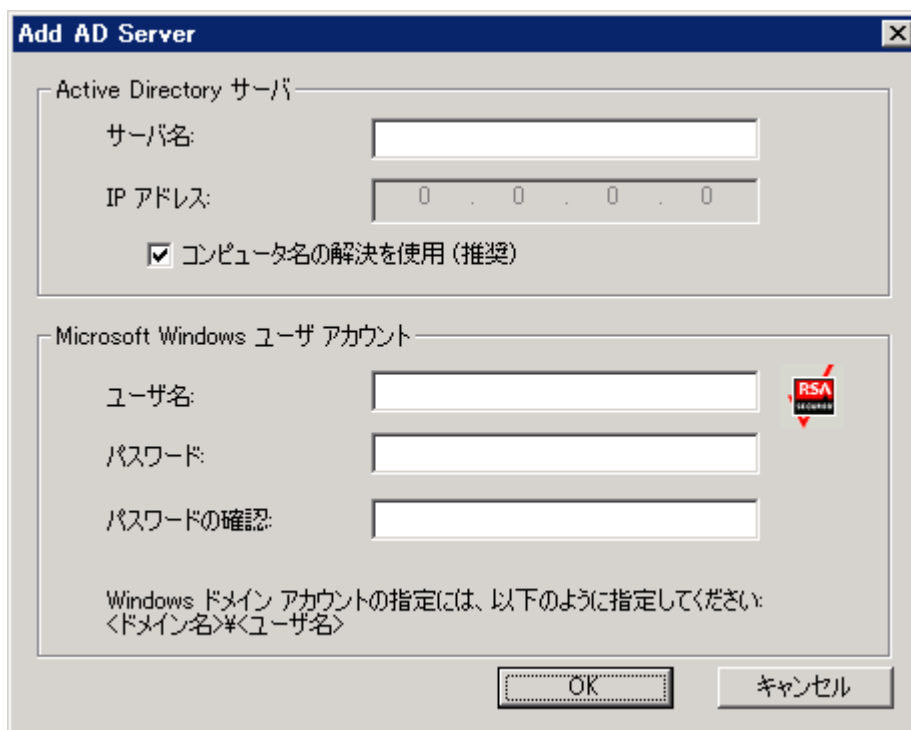 Add AD Server
Active Directory サーバ
サーバ名:
IP アドレス:
0 . 0 . 0 . 0
コンピュータ名の解決を使用 (推奨)
Microsoft Windows ユーザ アカウント
ユーザ名:
RSA
SECURED
パスワード:
パスワードの確認:
Windows ドメイン アカウントの指定には、以下のように指定してください:
<ドメイン名>¥<ユーザ名>
OK
キャンセル